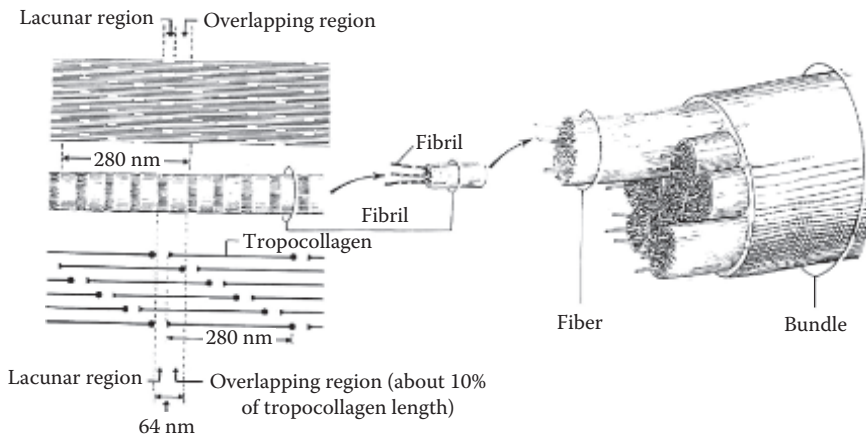 Lacunar region
Overlapping region
280 nm
Fibril
Fibril
Tropocollagen
280 nm
Fiber
Bundle
Lacunar region
Overlapping region (about 10%
of tropocollagen length)
64 nm